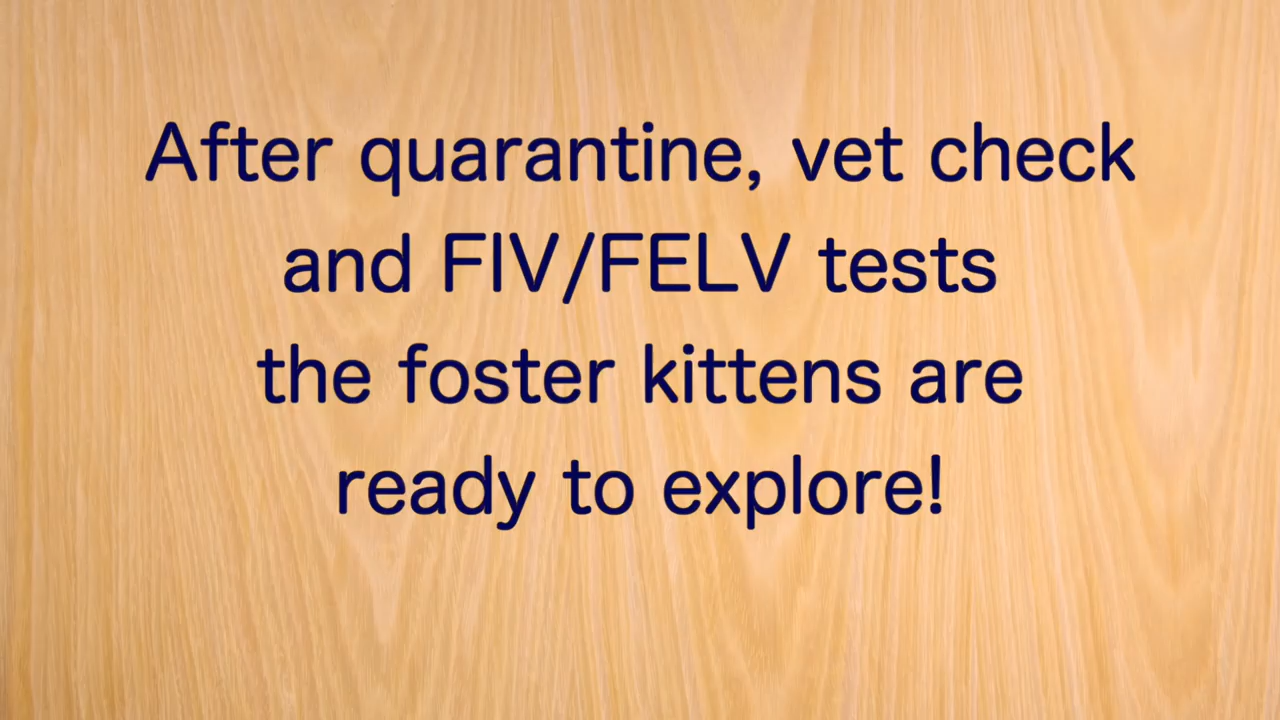 After quarantine, vet check
and FIV/FELV tests
the foster kittens are
ready to explore!